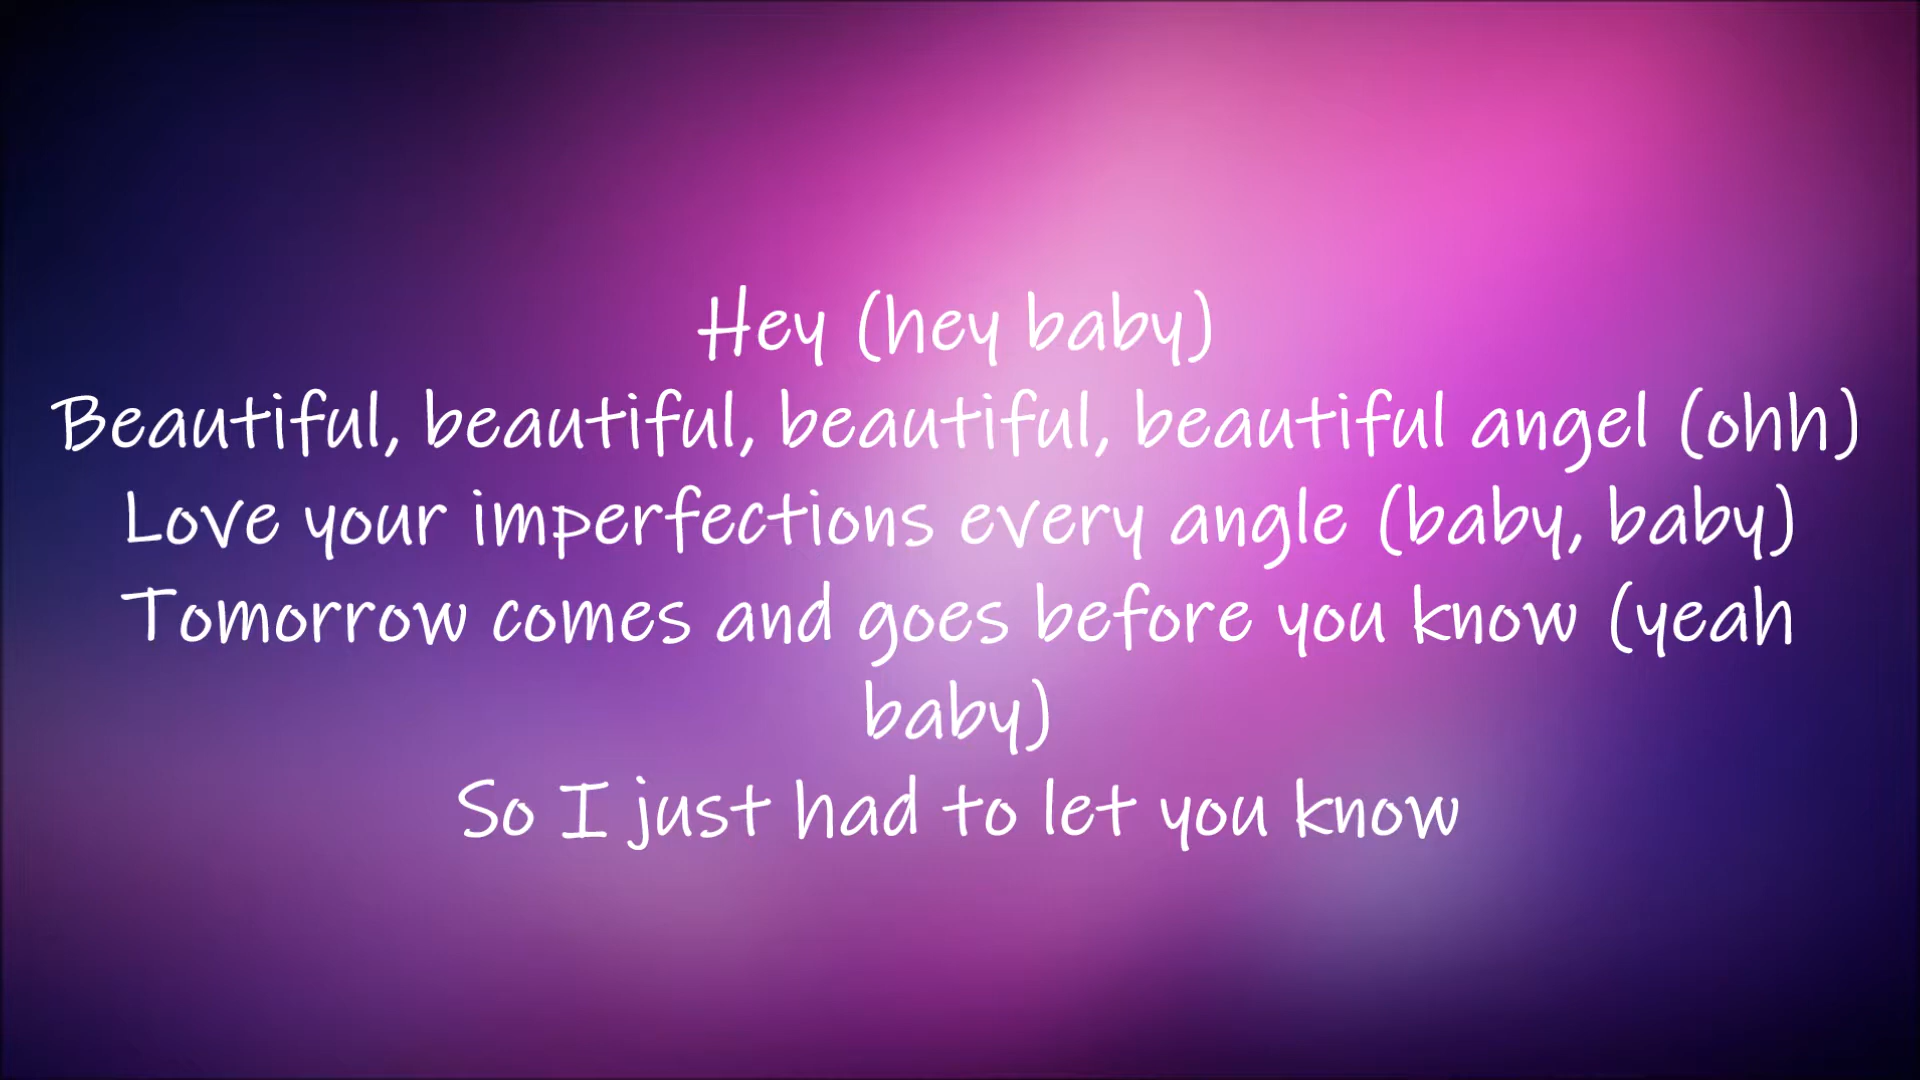 Hey (hey baby)
Beautiful, beautiful, beautiful, beautiful angel (ohh)
Love your imperfections every angle (baby, baby)
Tomorrow comes and goes before you know (yeah
baby)
So I just had to let you know